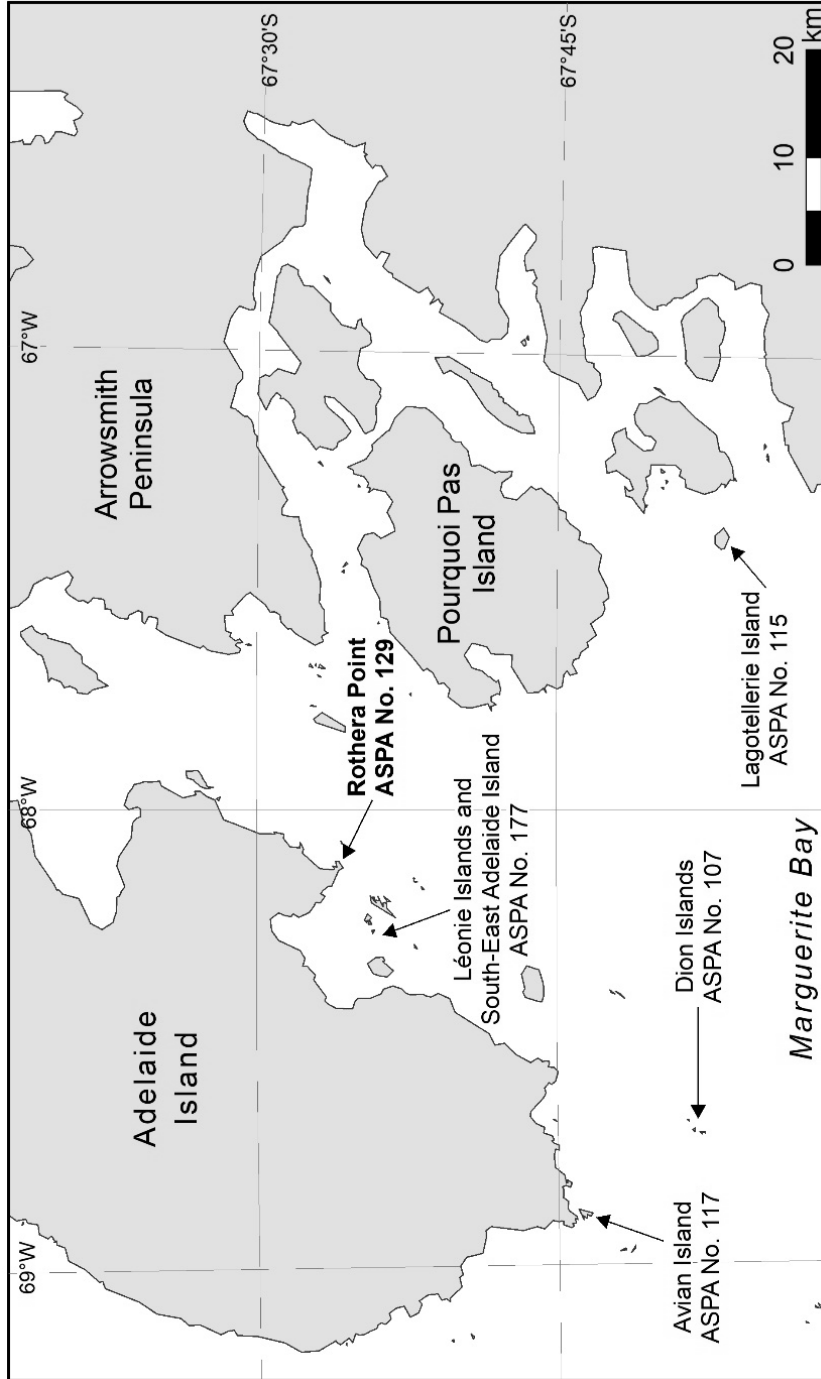 69°W
68°W
67°W
67°30'S
67°45'S
Adelaide
Island
Arrowsmith
Peninsula
Rothera Point
ASPA No. 129
Léonie Islands and
South-East Adelaide Island
ASPA No. 177
Pourquoi Pas
Island
Avian Island
ASPA No. 117
Dion Islands
ASPA No. 107
Lagotellerie Island
ASPA No. 115
Marguerite Bay
0 10 20
km